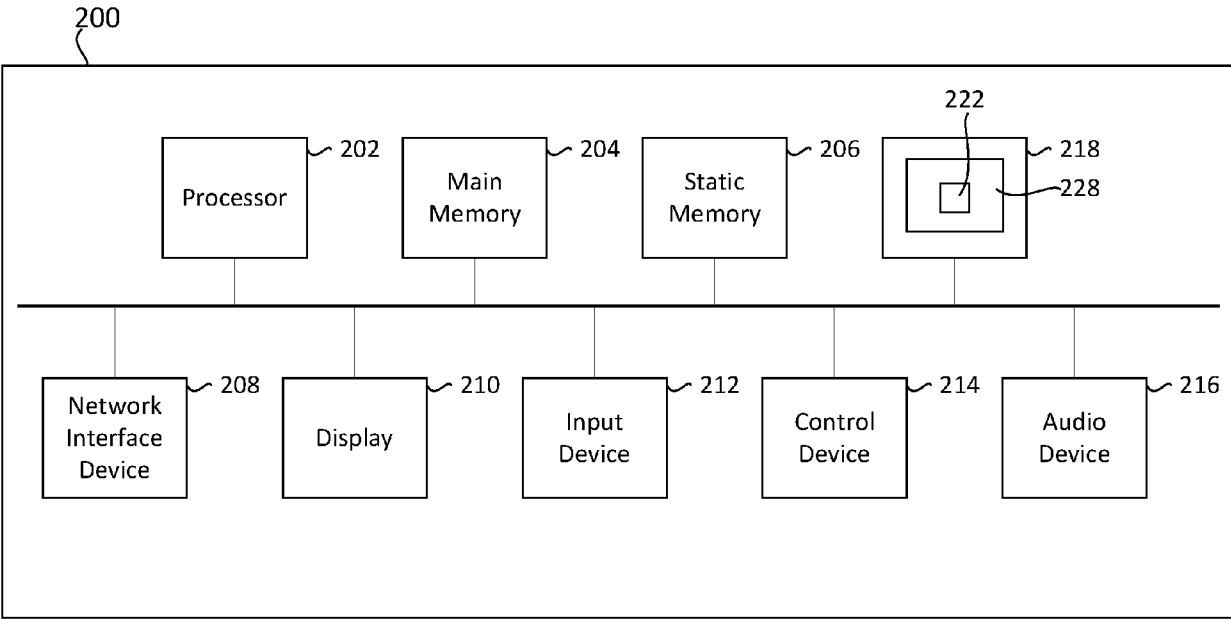 200
222
Processor
202
Main
Memory
204
Static
Memory
206
218
228
Network
Interface
Device
208
Display
210
Input
Device
212
Control
Device
214
Audio
Device
216